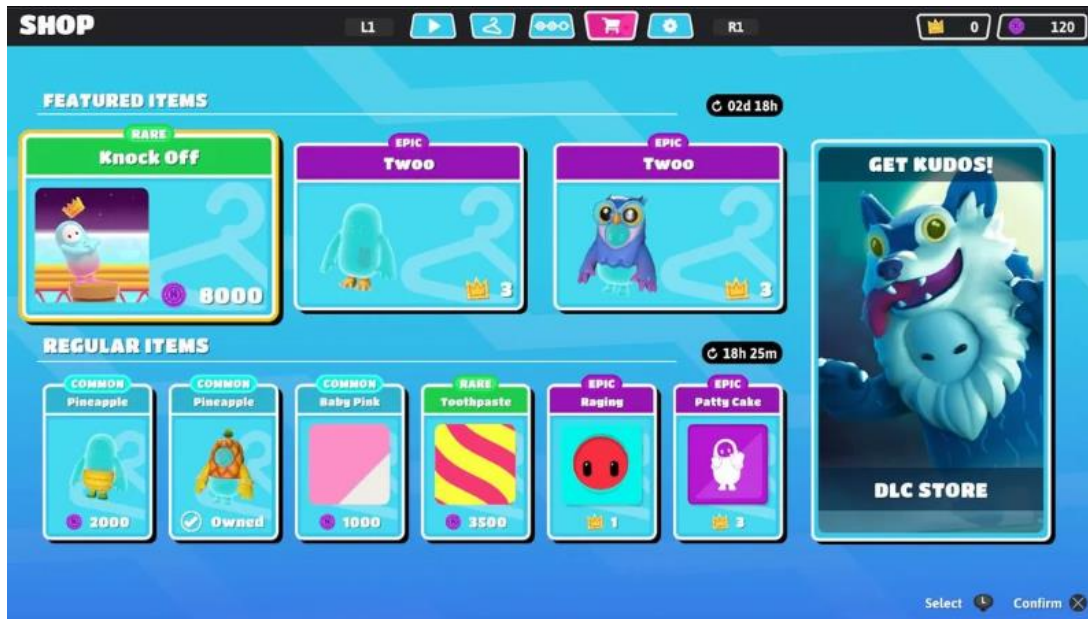 SHOP
L1
R1
0
120
FEATURED ITEMS
02d 18h
RARE
Knock Off
8000
EPIC
Twoo
3
EPIC
Twoo
3
REGULAR ITEMS
18h 25m
COMMON
Pineapple
2000
COMMON
Pineapple
Owned
COMMON
Baby Pink
1000
RARE
Toothpaste
3500
EPIC
Raging
1
EPIC
Patty Cake
3
GET KUDOS!
DLC STORE
Select L Confirm